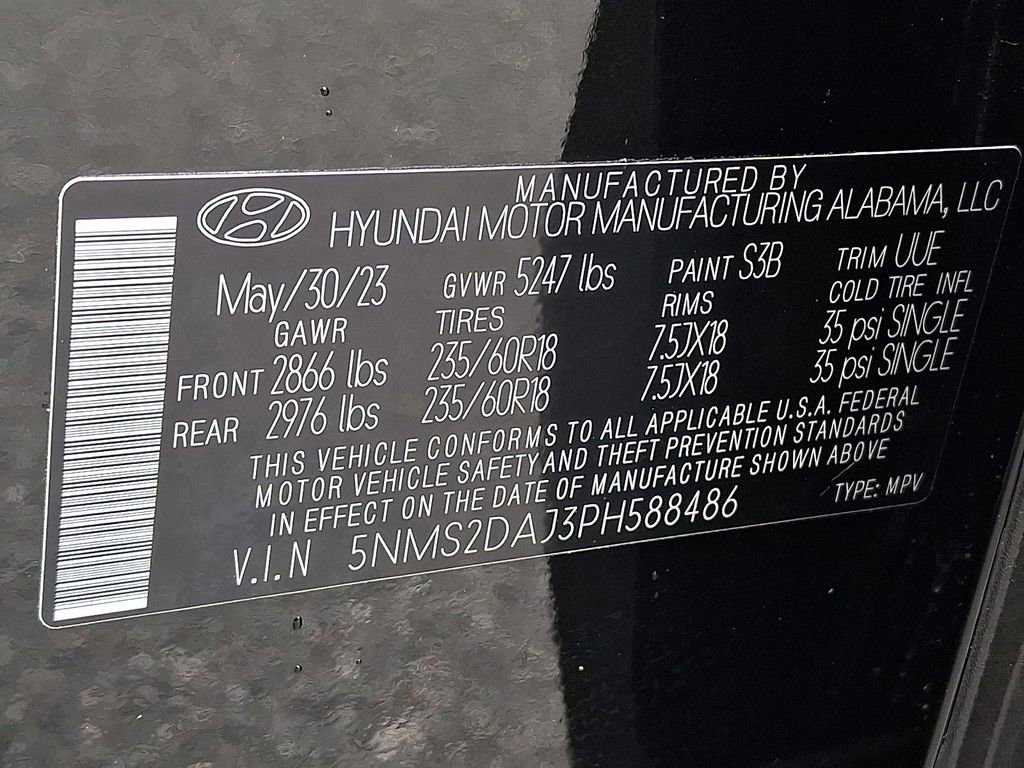 MANUFACTURED BY
HYUNDAI MOTOR MANUFACTURING ALABAMA, LLC
May/30/23 GVWR 5247 lbs PAINT S3B TRIM UUE
GAWR TIRES RIMS COLD TIRE INFL
FRONT 2866 lbs 235/60R18 7.5JX18 35 psi SINGLE
REAR 2976 lbs 235/60R18 7.5JX18 35 psi SINGLE
THIS VEHICLE CONFORMS TO ALL APPLICABLE U.S.A. FEDERAL
MOTOR VEHICLE SAFETY AND THEFT PREVENTION STANDARDS
IN EFFECT ON THE DATE OF MANUFACTURE SHOWN ABOVE
V.I.N 5NMS2DAJ3PH588486 TYPE: MPV